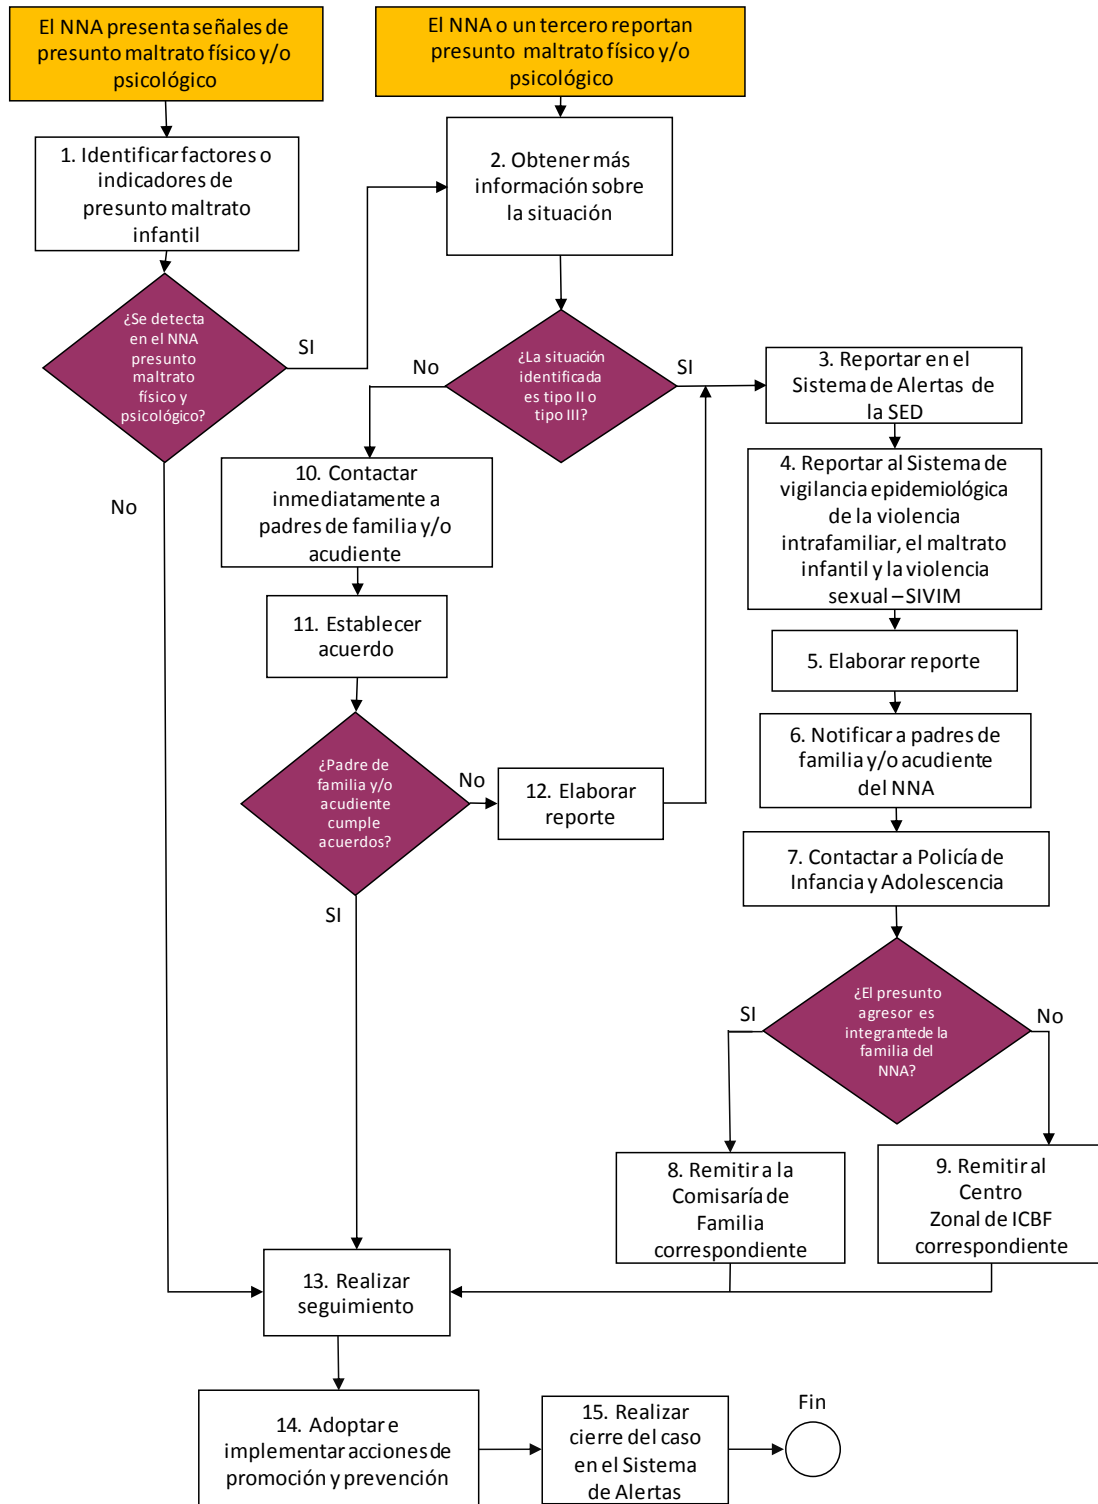 El NNA presenta señales de
presunto maltrato físico y/o
psicológico
El NNA o un tercero reportan
presunto maltrato físico y/o
psicológico
1. Identificar factores o
indicadores de
presunto maltrato
infantil
2. Obtener más
información sobre
la situación
¿Se detecta
en el NNA
presunto
maltrato
físico y
psicológico?
SI
No
¿La situación
identificada
es tipo II o
tipo III?
No
SI
3. Reportar en el
Sistema de Alertas de
la SED
4. Reportar al Sistema de
vigilancia epidemiológica
de la violencia
intrafamiliar, el maltrato
infantil y la violencia
sexual – SIVIM
5. Elaborar reporte
6. Notificar a padres de
familia y/o acudiente
del NNA
7. Contactar a Policía de
Infancia y Adolescencia
¿El presunto
agresor es
integrante de la
familia del
NNA?
SI
No
8. Remitir a la
Comisaría de
Familia
correspondiente
9. Remitir al
Centro
Zonal de ICBF
correspondiente
10. Contactar
inmediatamente a
padres de familia y/o
acudiente
11. Establecer
acuerdo
¿Padre de
familia y/o
acudiente
cumple
acuerdos?
No
SI
12. Elaborar
reporte
13. Realizar
seguimiento
14. Adoptar e
implementar acciones de
promoción y prevención
15. Realizar
cierre del caso
en el Sistema
de Alertas
Fin